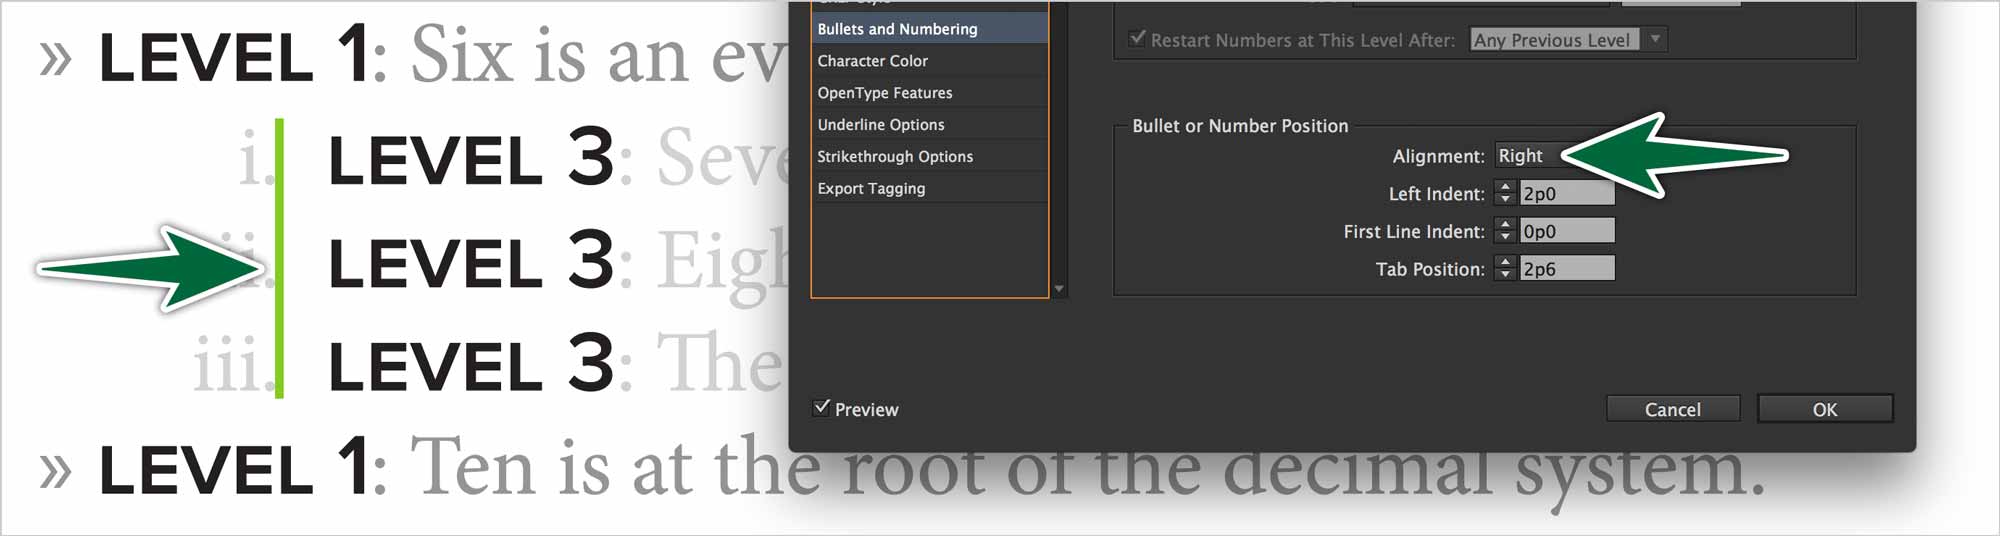 » LEVEL 1: Six is an ev
i. LEVEL 3: Seve
ii. LEVEL 3: Eigh
iii. LEVEL 3: The
» LEVEL 1: Ten is at the root of the decimal system.
Bullets and Numbering
Character Color
OpenType Features
Underline Options
Strikethrough Options
Export Tagging
Preview
Restart Numbers at This Level After: Any Previous Level
Bullet or Number Position
Alignment: Right
Left Indent: 2p0
First Line Indent: 0p0
Tab Position: 2p6
Cancel OK